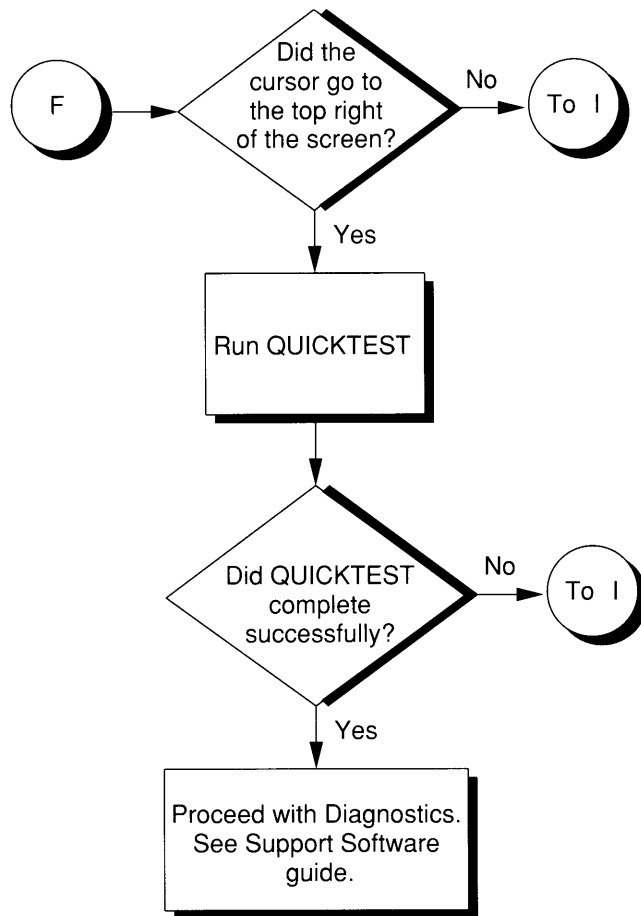 F
Did the
cursor go to
the top right
of the screen?
No
To I
Yes
Run QUICKTEST
Did QUICKTEST
complete
successfully?
No
To I
Yes
Proceed with Diagnostics.
See Support Software
guide.